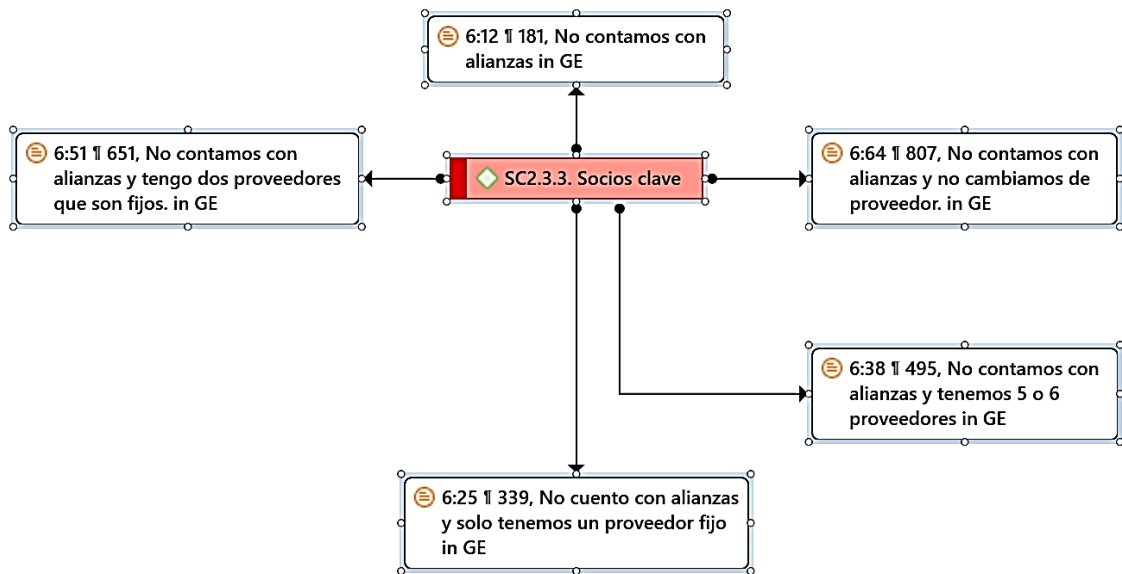 6:12 ¶ 181, No contamos con
alianzas in GE
6:51 ¶ 651, No contamos con
alianzas y tengo dos proveedores
que son fijos. in GE
SC2.3.3. Socios clave
6:64 ¶ 807, No contamos con
alianzas y no cambiamos de
proveedor. in GE
6:38 ¶ 495, No contamos con
alianzas y tenemos 5 o 6
proveedores in GE
6:25 ¶ 339, No cuento con alianzas
y solo tenemos un proveedor fijo
in GE